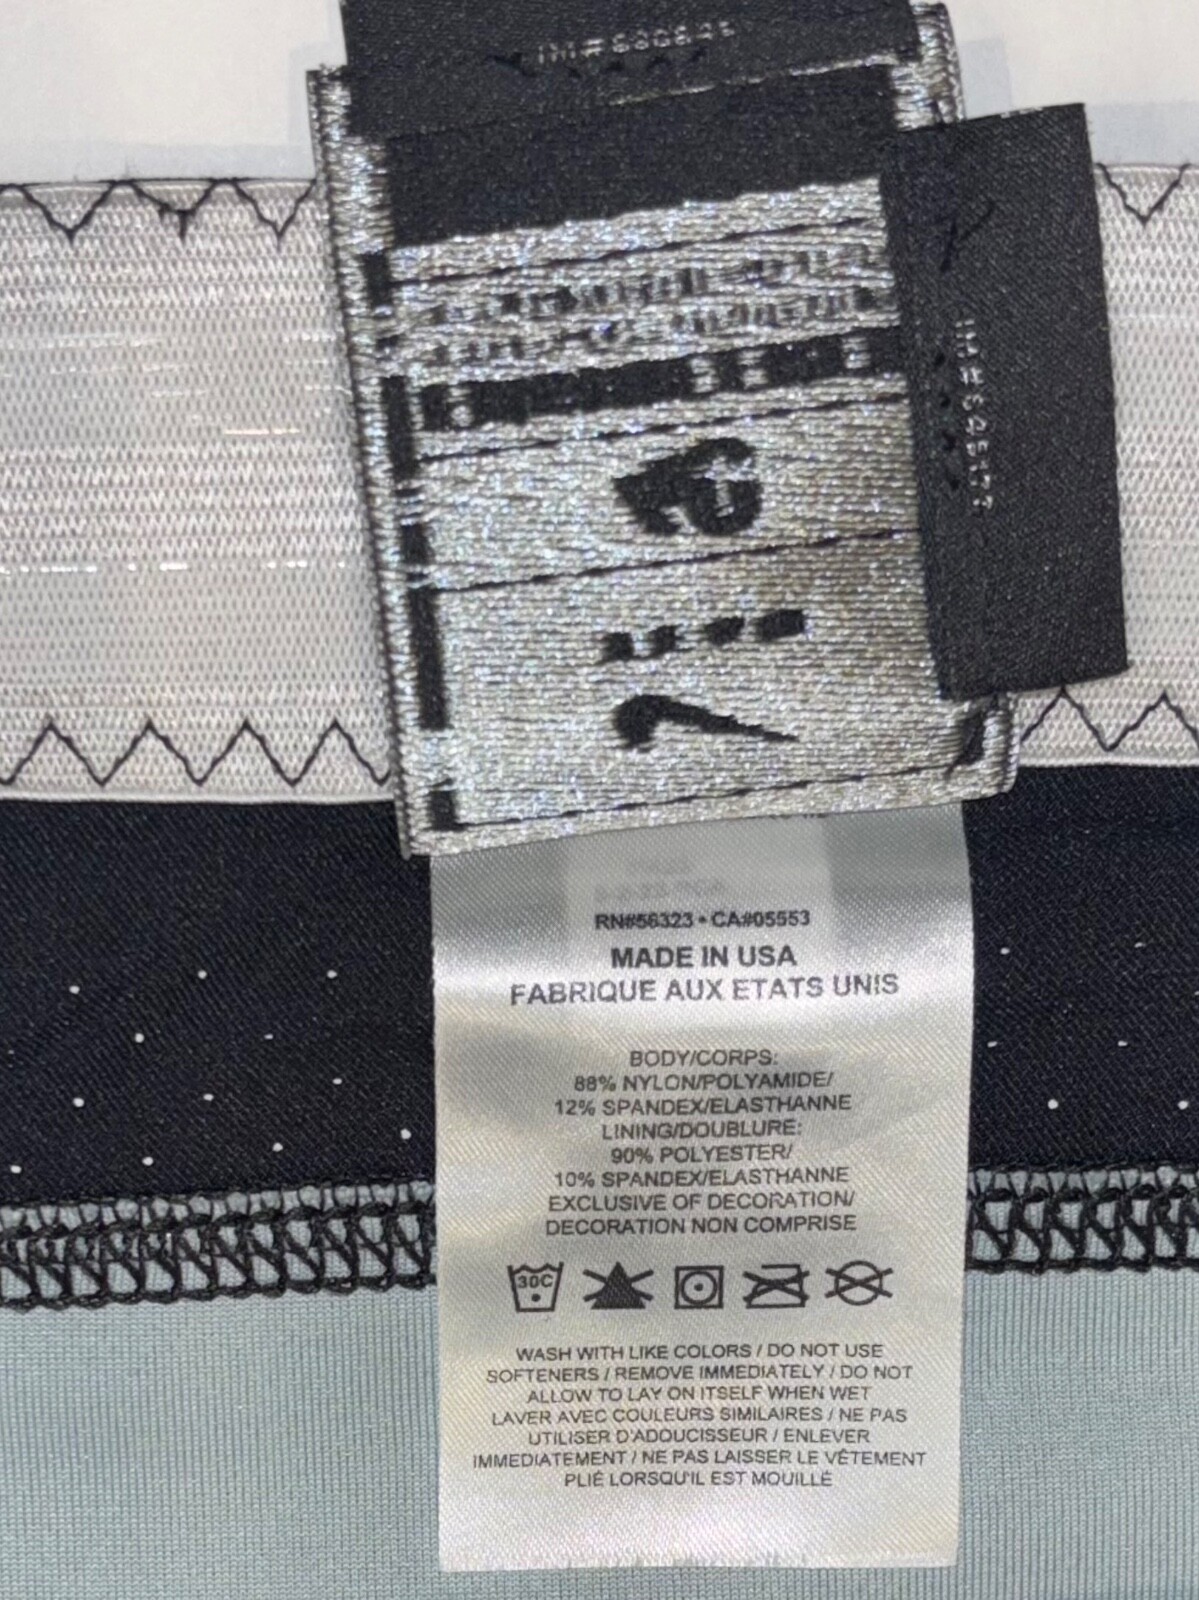 RN#56323 • CA#05553
MADE IN USA
FABRIQUE AUX ETATS UNIS
BODY/CORPS:
88% NYLON/POLYAMIDE/
12% SPANDEX/ELASTHANNE
LINING/DOUBLURE:
90% POLYESTER/
10% SPANDEX/ELASTHANNE
EXCLUSIVE OF DECORATION/
DECORATION NON COMPRISE
30C
WASH WITH LIKE COLORS / DO NOT USE
SOFTENERS / REMOVE IMMEDIATELY / DO NOT
ALLOW TO LAY ON ITSELF WHEN WET
LAVER AVEC COULEURS SIMILAIRES / NE PAS
UTILISER D'ADOUCISSEUR / ENLEVER
IMMEDIATEMENT / NE PAS LAISSER LE VÊTEMENT
PLIÉ LORSQU'IL EST MOUILLÉ